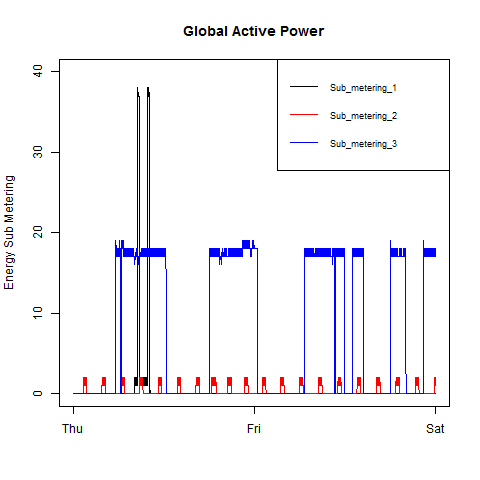 Global Active Power
Energy Sub Metering
40
30
20
10
0
Sub_metering_1
Sub_metering_2
Sub_metering_3
Thu
Fri
Sat